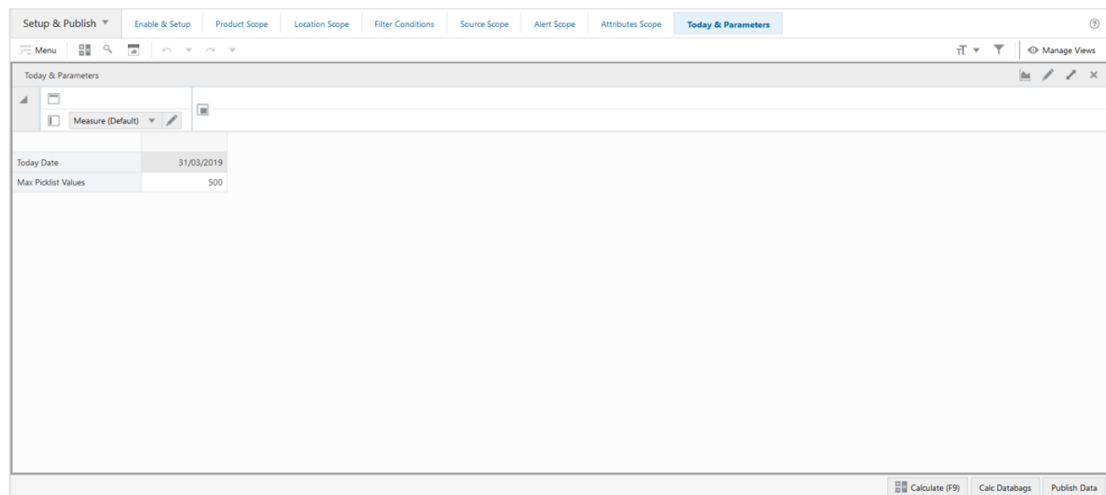 Setup & Publish Enable & Setup Product Scope Location Scope Filter Conditions Source Scope Alert Scope Attributes Scope Today & Parameters
Menu Manage Views
Today & Parameters
Measure (Default)
Today Date 31/03/2019
Max Picklist Values 500
Calculate (F9) Calc Databags Publish Data